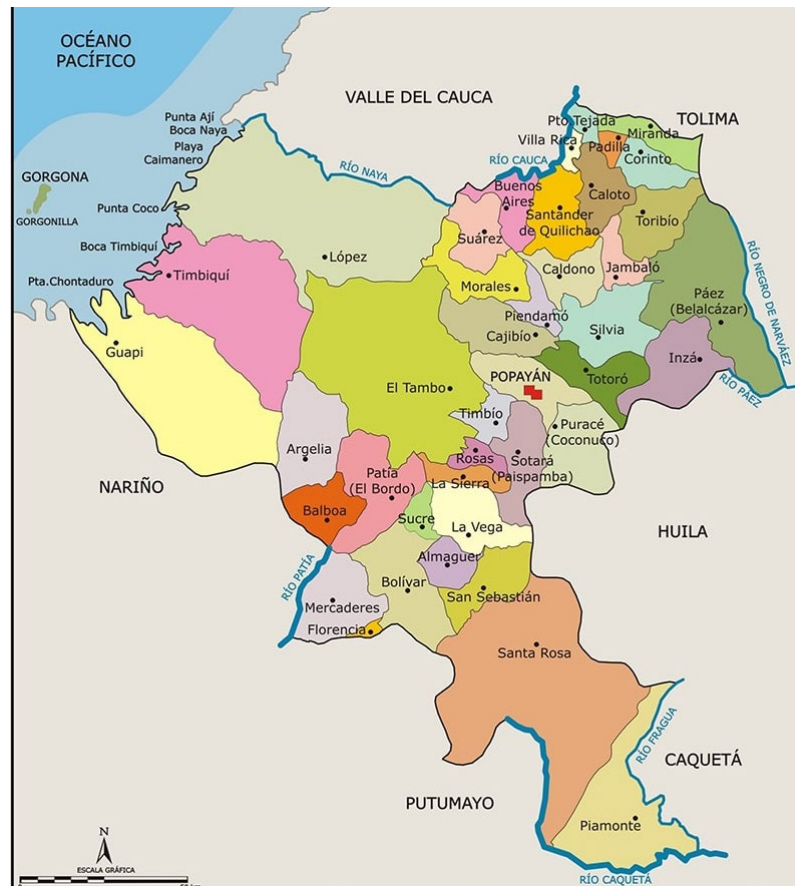 OCÉANO
PACÍFICO
VALLE DEL CAUCA
TOLIMA
Punta Ají
Boca Naya
Playa
Caimanero
GORGONA
GORGONILLA
Punta Coco
Boca Timbiquí
Pta.Chontaduro
RÍO NAYA
RÍO CAUCA
Pto.Tejada
Villa Rica
Miranda
Padilla
Corinto
Buenos
Aires
Santander
de Quilichao
Caloto
Toribío
Suárez
López
Timbiquí
Morales
Caldono
Jambaló
Páez
(Belalcázar)
RÍO NEGRO DE NARVÁEZ
Piendamó
Cajibío
Silvia
Inzá
Guapi
Totoró
RÍO PÁEZ
POPAYÁN
El Tambo
Timbío
Puracé
(Coconuco)
Argelia
Rosas
Sotará
(Paispamba)
Patía
(El Bordo)
La Sierra
NARIÑO
Balboa
Sucre
La Vega
HUILA
Almaguer
RÍO PATÍA
Bolívar
San Sebastián
Mercaderes
Florencia
Santa Rosa
RÍO FRAGUA
CAQUETÁ
PUTUMAYO
Piamonte
RÍO CAQUETÁ
N
ESCALA GRÁFICA